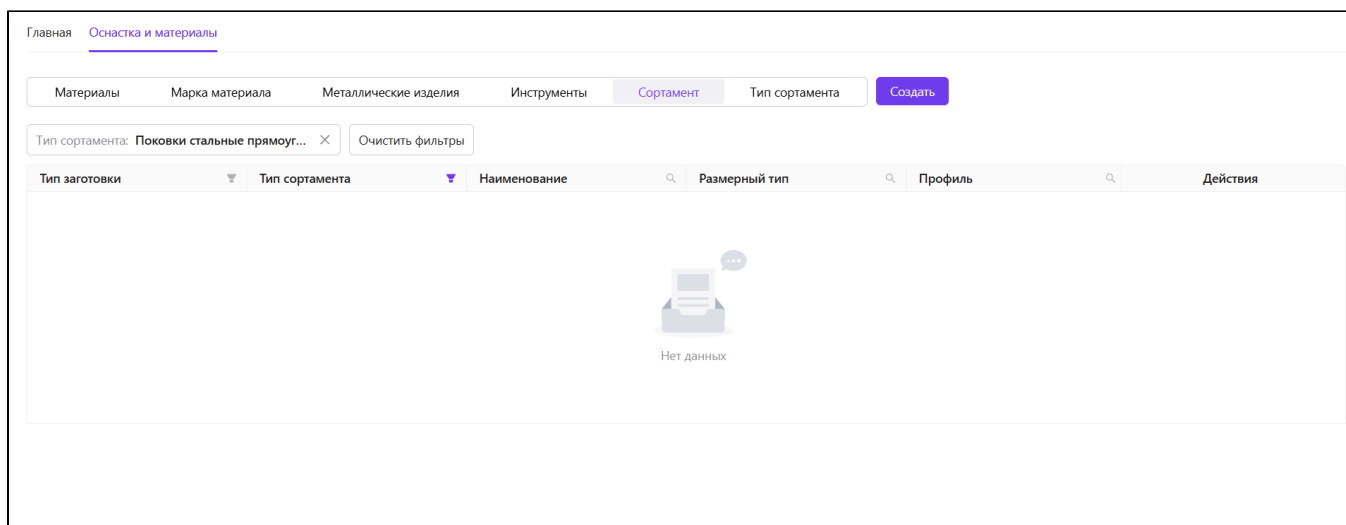 Главная Оснастка и материалы
Материалы Марка материала Металлические изделия Инструменты Сортамент Тип сортамента Создать
Тип сортамента: Поковки стальные прямоуг... Очистить фильтры
Тип заготовки Тип сортамента Наименование Размерный тип Профиль Действия
Нет данных